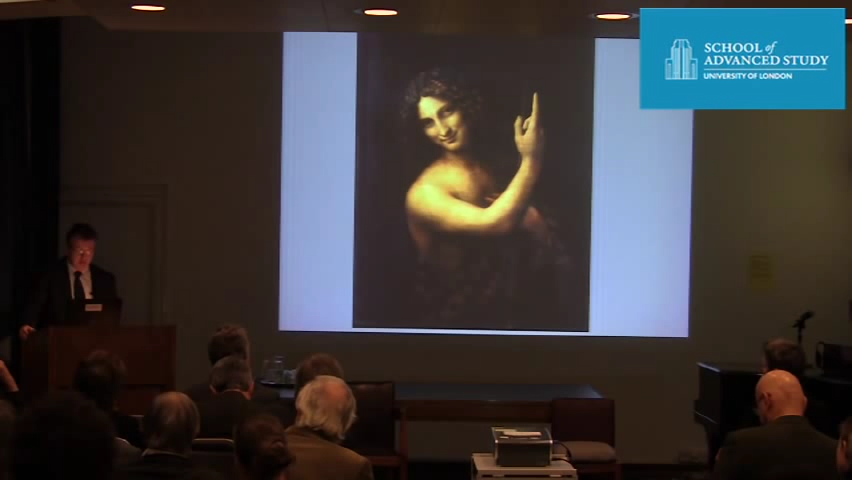 SCHOOL of
ADVANCED STUDY
UNIVERSITY OF LONDON